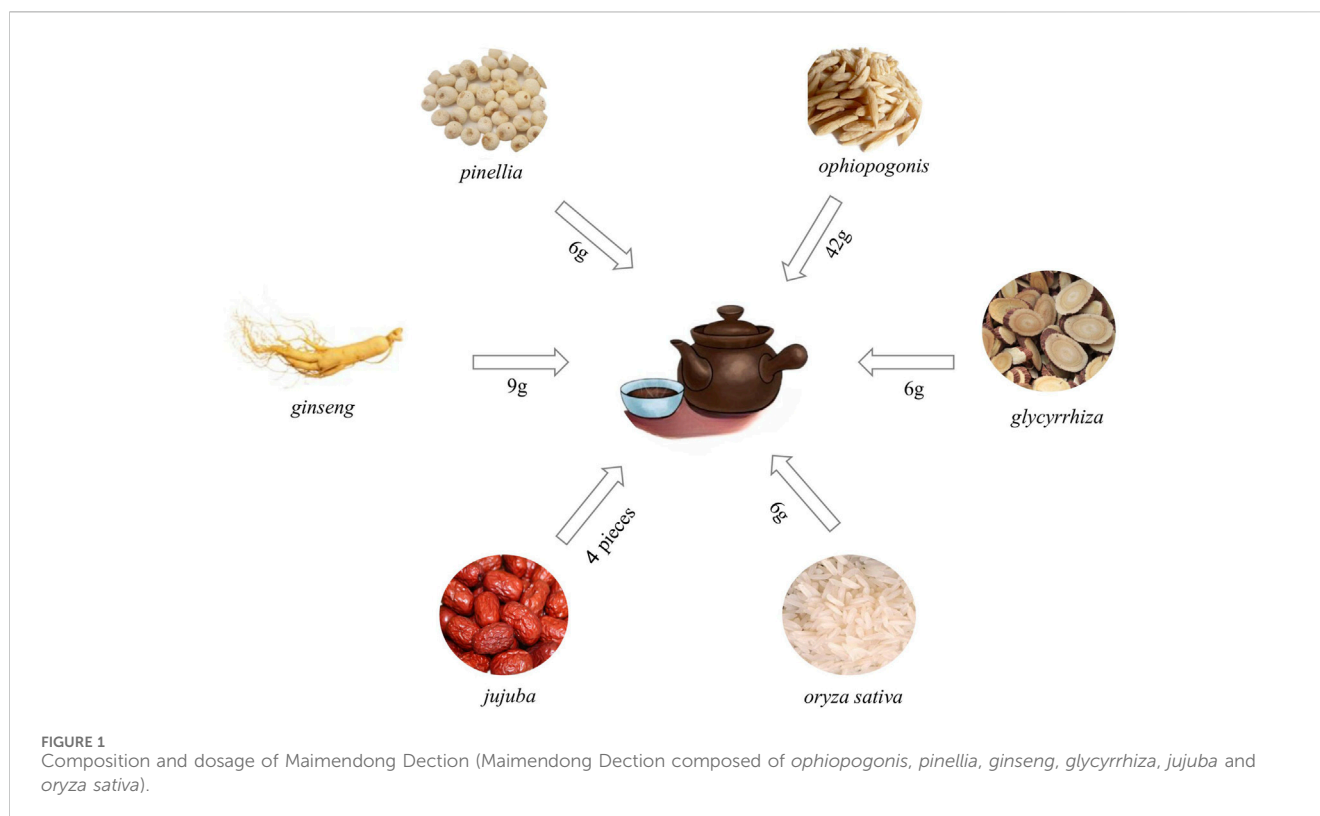 pinellia
ophiopogonis
6g
42g
ginseng
9g
6g
glycyrrhiza
4 pieces
6g
jujuba
oryza sativa
FIGURE 1
Composition and dosage of Maimendong Dection (Maimendong Dection composed of ophiopogonis, pinellia, ginseng, glycyrrhiza, jujuba and
oryza sativa).